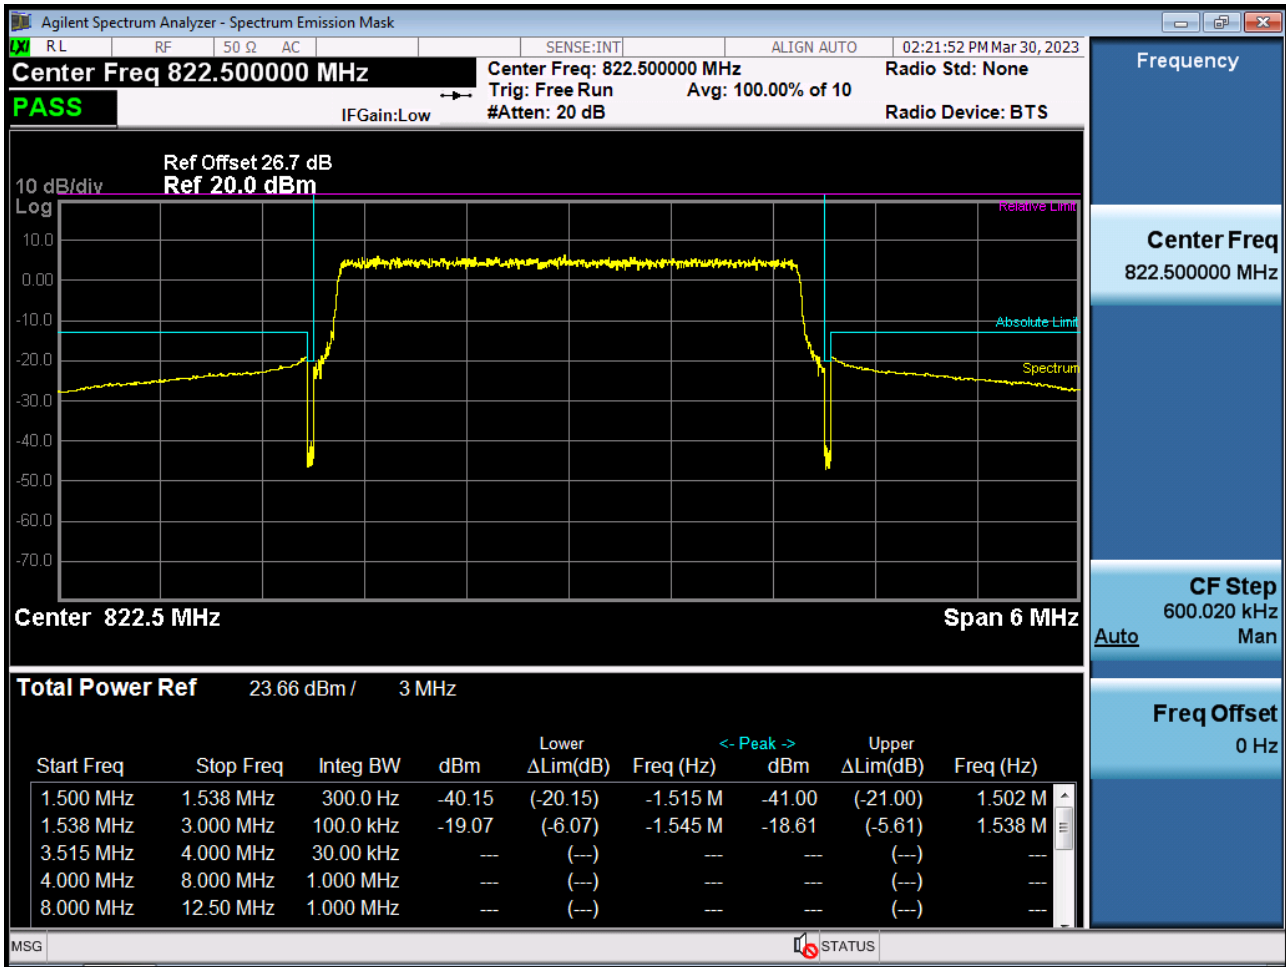 Agilent Spectrum Analyzer - Spectrum Emission Mask
LXI RL RF 50 Ω AC SENSE:INT ALIGN AUTO 02:21:52 PM Mar 30, 2023
Center Freq 822.500000 MHz
Center Freq: 822.500000 MHz
Radio Std: None
Trig: Free Run Avg: 100.00% of 10
PASS
IFGain:Low
#Atten: 20 dB
Radio Device: BTS
Ref Offset 26.7 dB
10 dB/div Ref 20.0 dBm
Log
Relative Limit
10.0
0.00
-10.0
Absolute Limit
-20.0
Spectrum
-30.0
-40.0
-50.0
-60.0
-70.0
Center 822.5 MHz Span 6 MHz
Total Power Ref 23.66 dBm / 3 MHz
Lower <- Peak -> Upper
Start Freq Stop Freq Integ BW dBm ΔLim(dB) Freq (Hz) dBm ΔLim(dB) Freq (Hz)
1.500 MHz 1.538 MHz 300.0 Hz -40.15 (-20.15) -1.515 M -41.00 (-21.00) 1.502 M
1.538 MHz 3.000 MHz 100.0 kHz -19.07 (-6.07) -1.545 M -18.61 (-5.61) 1.538 M
3.515 MHz 4.000 MHz 30.00 kHz --- (---) --- --- (---) ---
4.000 MHz 8.000 MHz 1.000 MHz --- (---) --- --- (---) ---
8.000 MHz 12.50 MHz 1.000 MHz --- (---) --- --- (---) ---
MSG STATUS
Frequency
Center Freq
822.500000 MHz
CF Step
600.020 kHz
Auto Man
Freq Offset
0 Hz